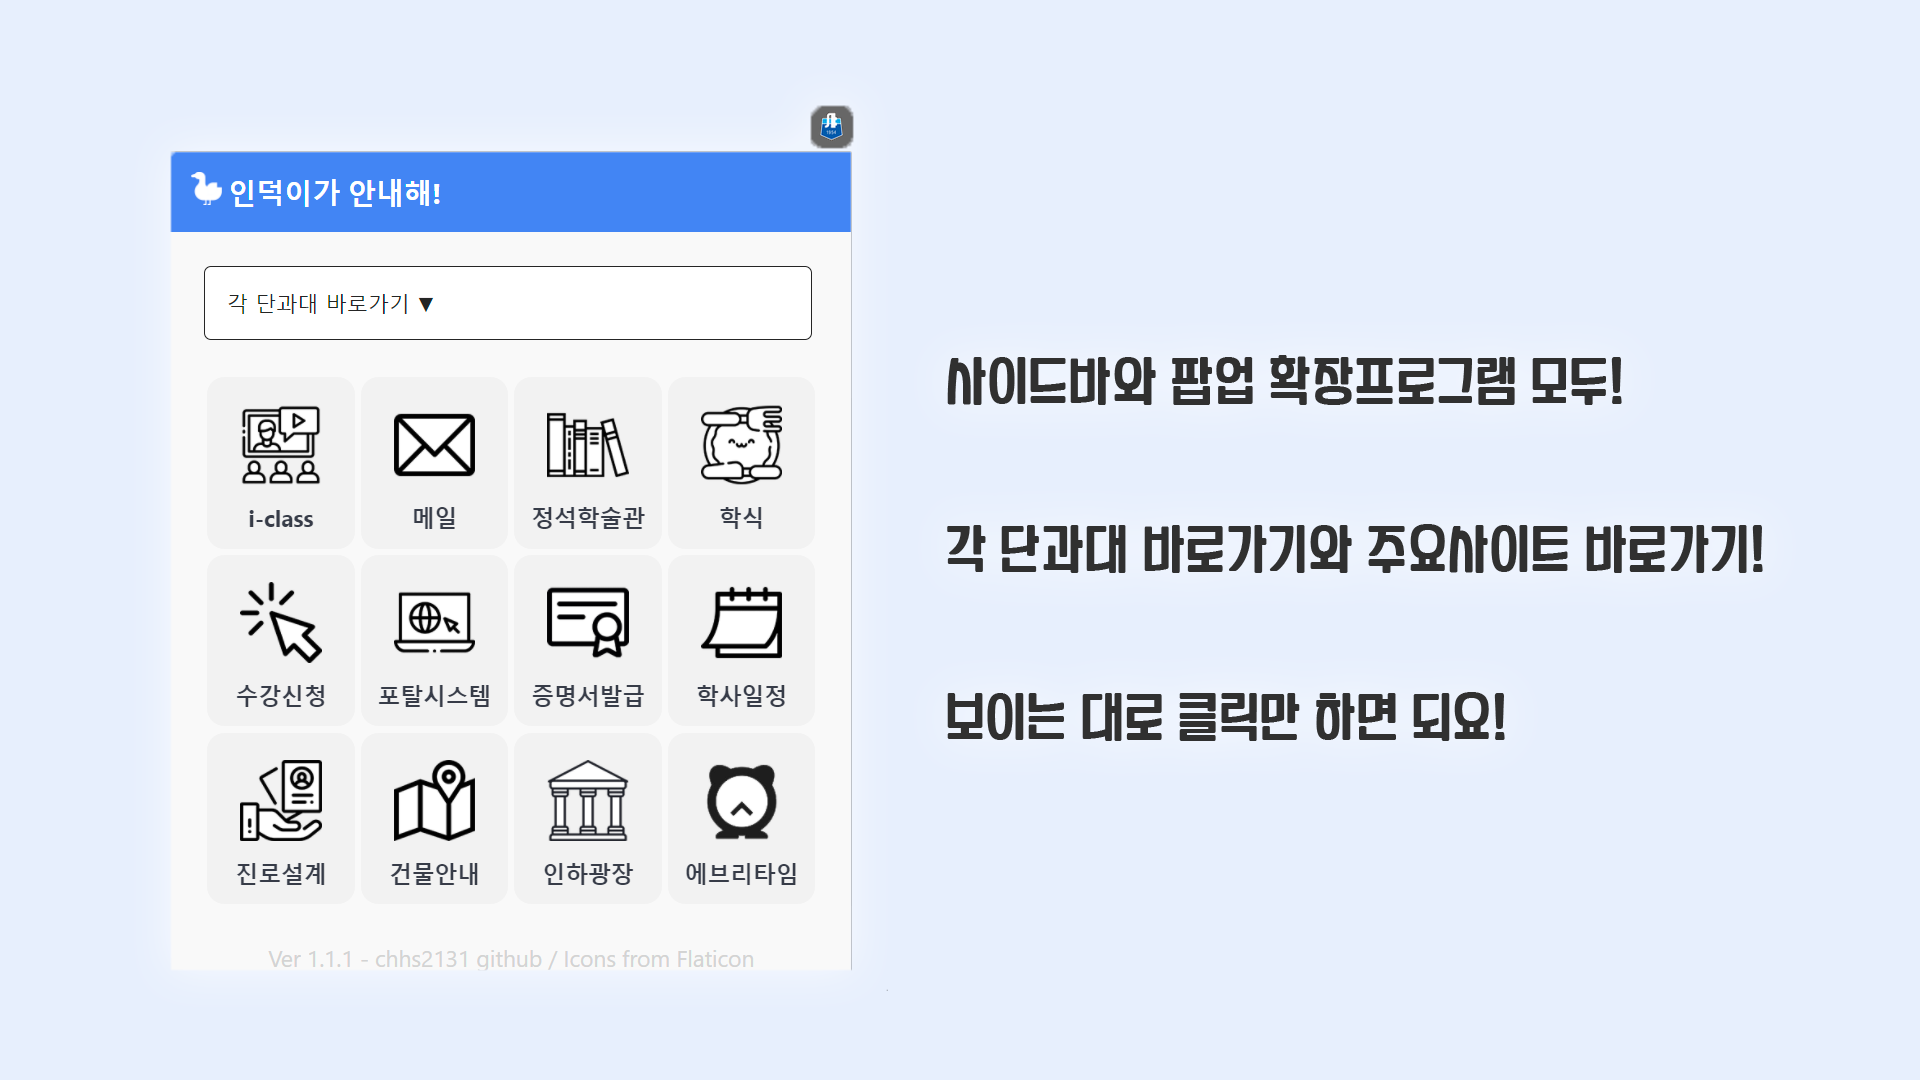 인덕이가 안내해!
각 단과대 바로가기 ▼
i-class
메일
정석학술관
학식
수강신청
포탈시스템
증명서발급
학사일정
진로설계
건물안내
인하광장
에브리타임
Ver 1.1.1 - chhs2131 github / Icons from Flaticon
사이드바와 팝업 확장프로그램 모두!
각 단과대 바로가기와 주요사이트 바로가기!
보이는 대로 클릭만 하면 되요!